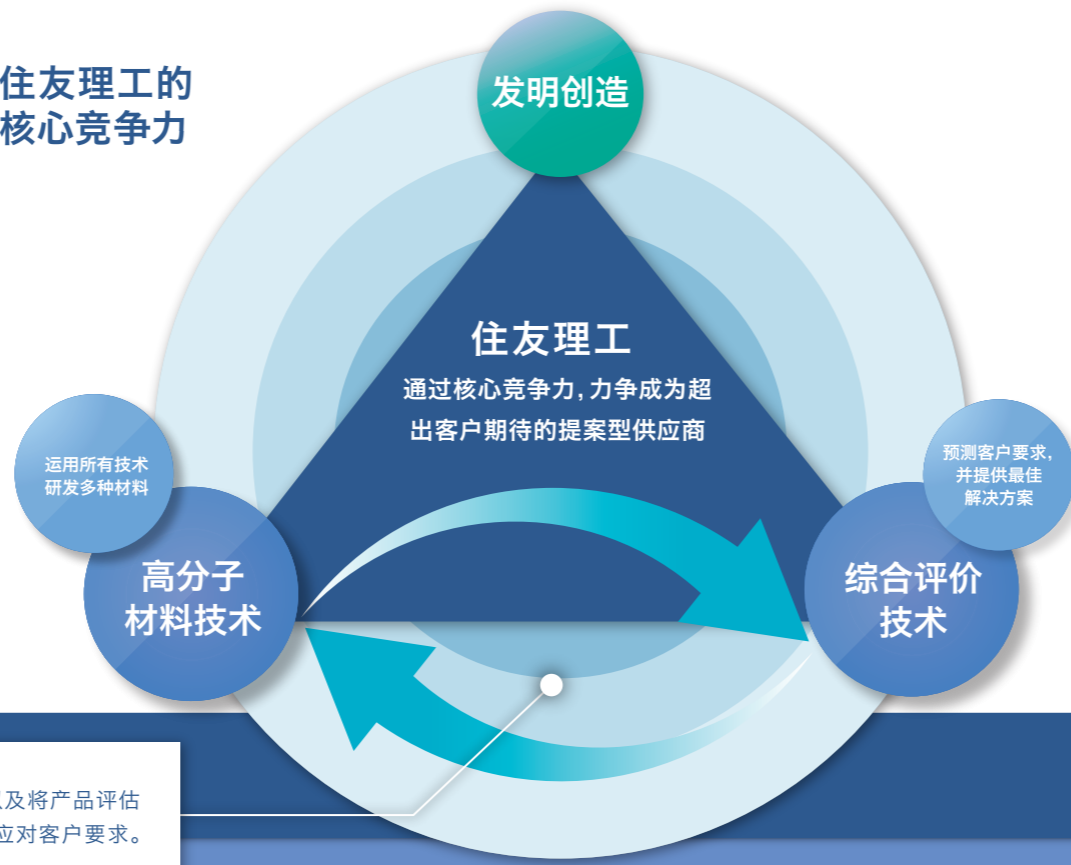 住友理工的
核心竞争力
发明创造
住友理工
通过核心竞争力,力争成为超
出客户期待的提案型供应商
运用所有技术
研发多种材料
高分子
材料技术
预测客户要求,
并提供最佳
解决方案
综合评价
技术
以及将产品评估
应对客户要求。